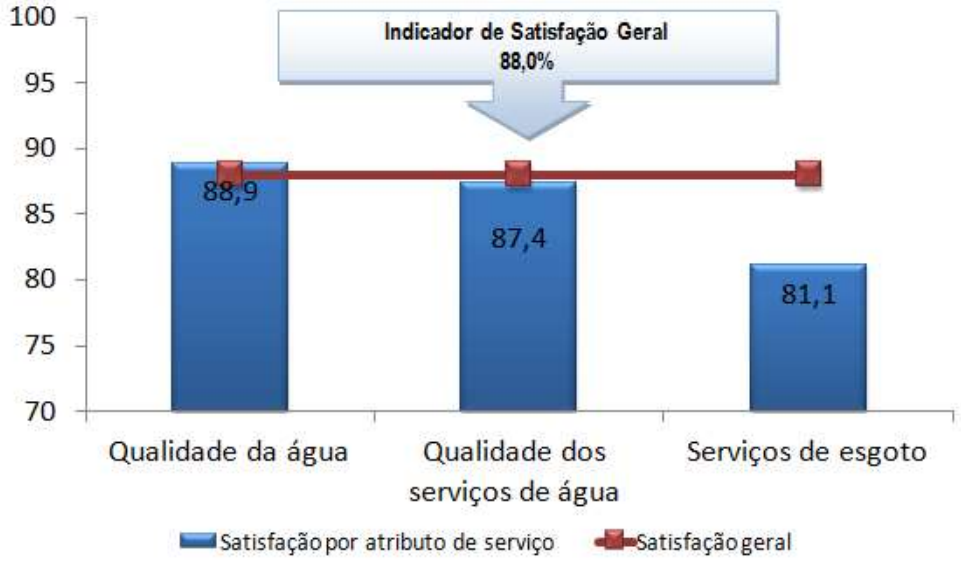 Indicador de Satisfação Geral
88,0%
100
95
90
85
80
75
70
88,9
87,4
81,1
Qualidade da água
Qualidade dos
serviços de água
Serviços de esgoto
Satisfação por atributo de serviço
Satisfação geral